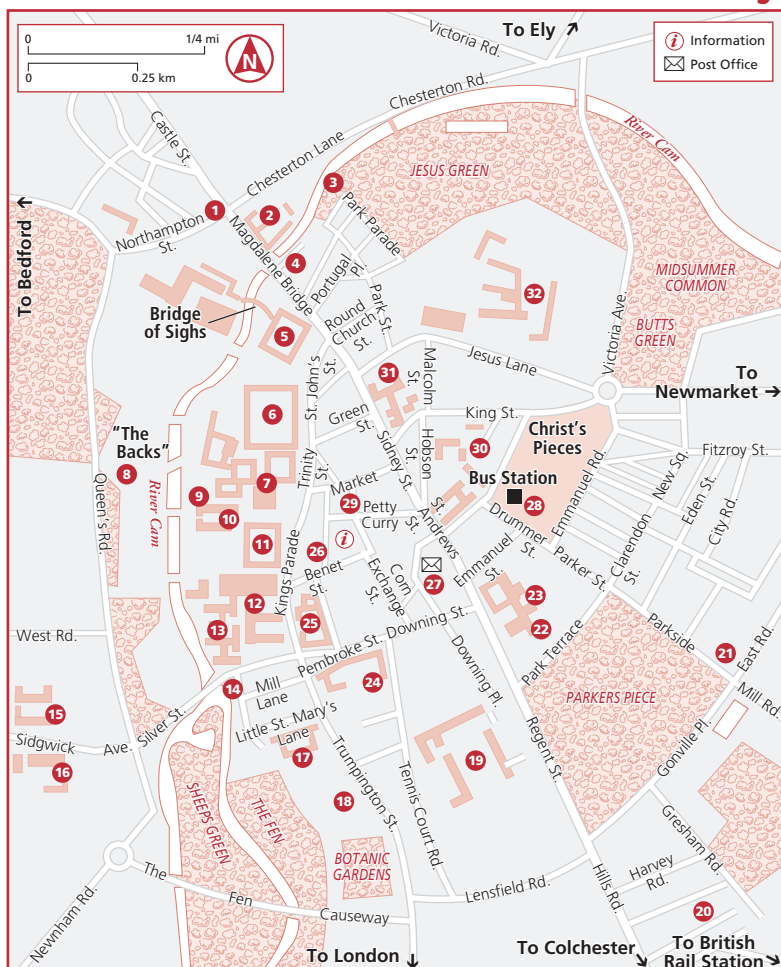 0 1/4 mi
0 0.25 km
N
i Information
Post Office
To Ely
Victoria Rd.
Chesterton Rd.
River Cam
Castle St.
Chesterton Lane
JESUS GREEN
3
Park Parade
1
2
Northampton St.
To Bedford
Magdalene Bridge
4
Portugal Pl.
Park St.
32
MIDSUMMER
COMMON
Victoria Ave.
BUTTS
GREEN
Bridge
of Sighs
5
Round
Church
St.
Jesus Lane
To
Newmarket
St. John's
St.
31
Malcolm
St.
6
Green St.
King St.
Christ's
Pieces
"The
Backs"
8
Sidney St.
Hobson
St.
30
Bus Station
28
Emmanuel Rd.
New Sq.
Fitzroy St.
Eden St.
City Rd.
Trinity
St.
Market
7
9
10
29
Petty
Curry
St.
Andrews
Drummer
St.
Clarendon
St.
Queen's Rd.
River Cam
11
26
i
Kings Parade
Benet
St.
Corn
Exchange
St.
27
Emmanuel
St.
Parker St.
23
22
12
13
25
Pembroke St.
Downing St.
Downing Pl.
Park Terrace
Parkside
21
East Rd.
Mill Rd.
West Rd.
14
Mill
Lane
24
PARKERS PIECE
15
Sidgwick
Ave.
Silver St.
Little St. Mary's
Lane
16
17
19
Regent St.
Gonville Pl.
18
Trumpington St.
Tennis Court Rd.
SHEEPS GREEN
THE FEN
BOTANIC
GARDENS
Gresham Rd.
Harvey
Rd.
Hills Rd.
Lensfield Rd.
20
The
Fen
Causeway
Newnham Rd.
To London
To Colchester
To British
Rail Station